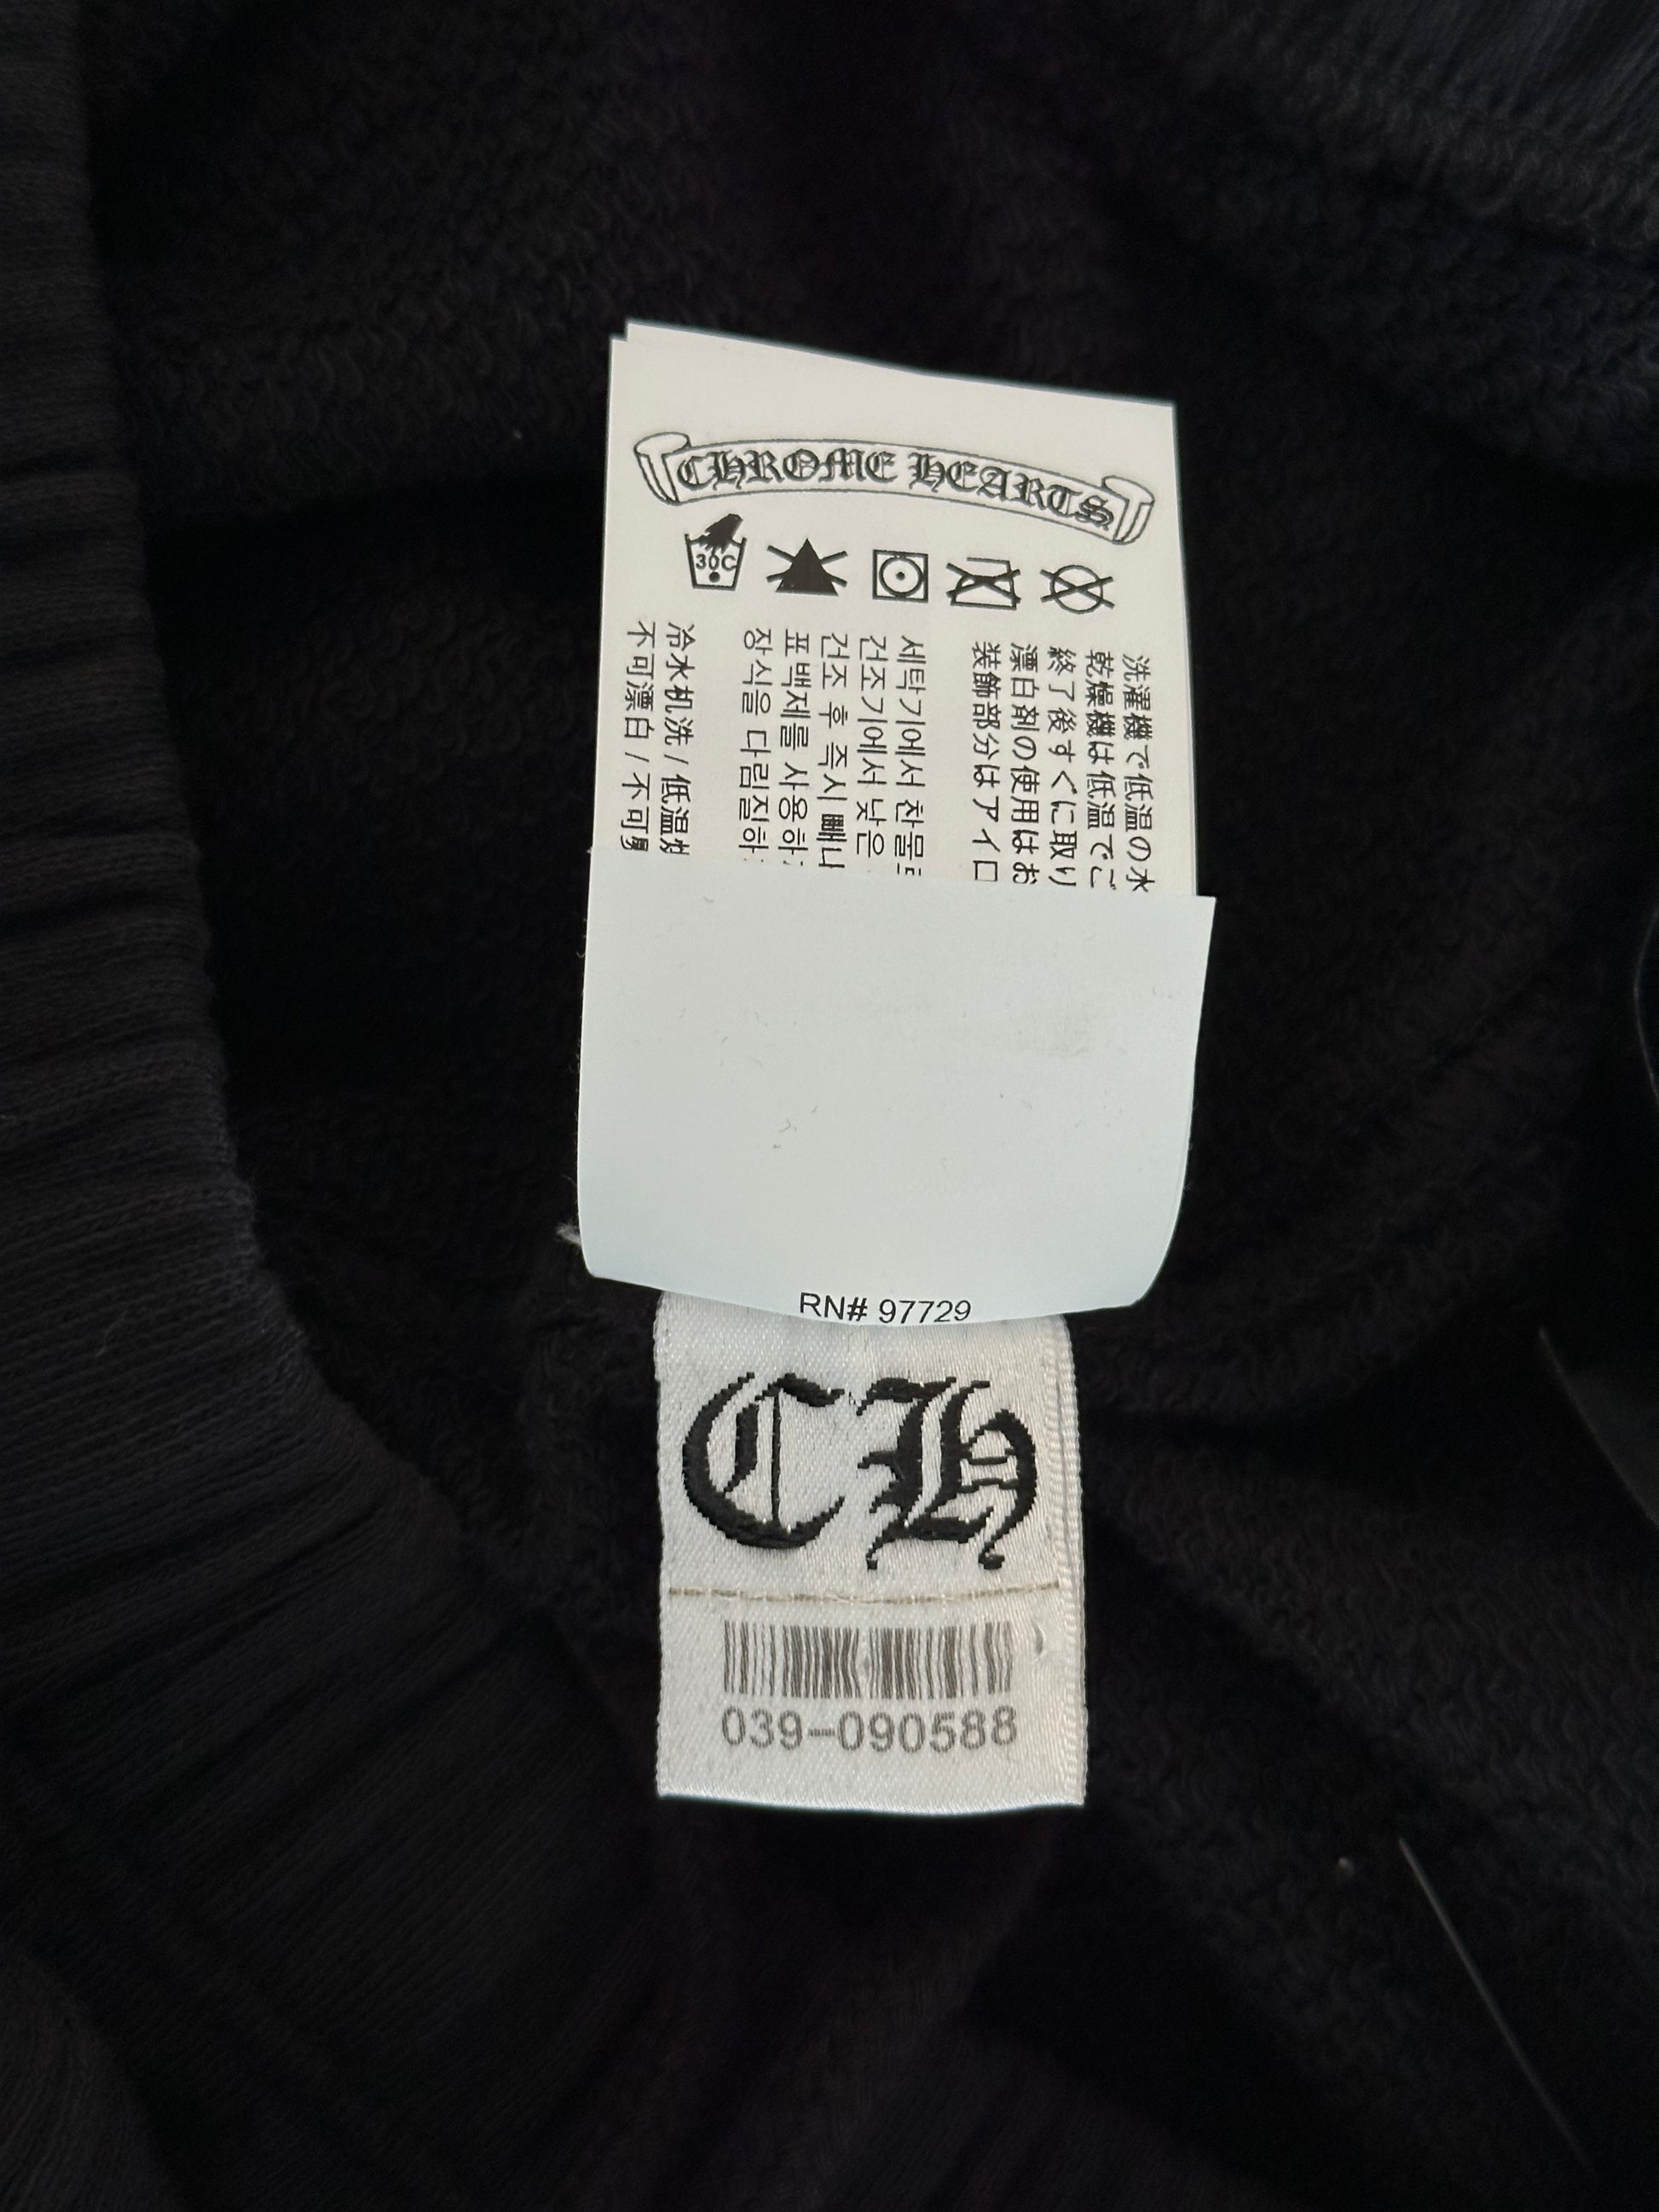 CHROME HEARTS
30C
洗濯機で低温の水
乾燥機は低温でご
終了後すぐに取り
漂白剤の使用はお
装飾部分はアイロ
세탁기에서 찬물
건조기에서 낮은
건조 후 즉시 빼나
표백제를 사용하
장식을 다림질하
冷水机洗 / 低温
不可漂白 / 不可
RN# 97729
CH
039-090588